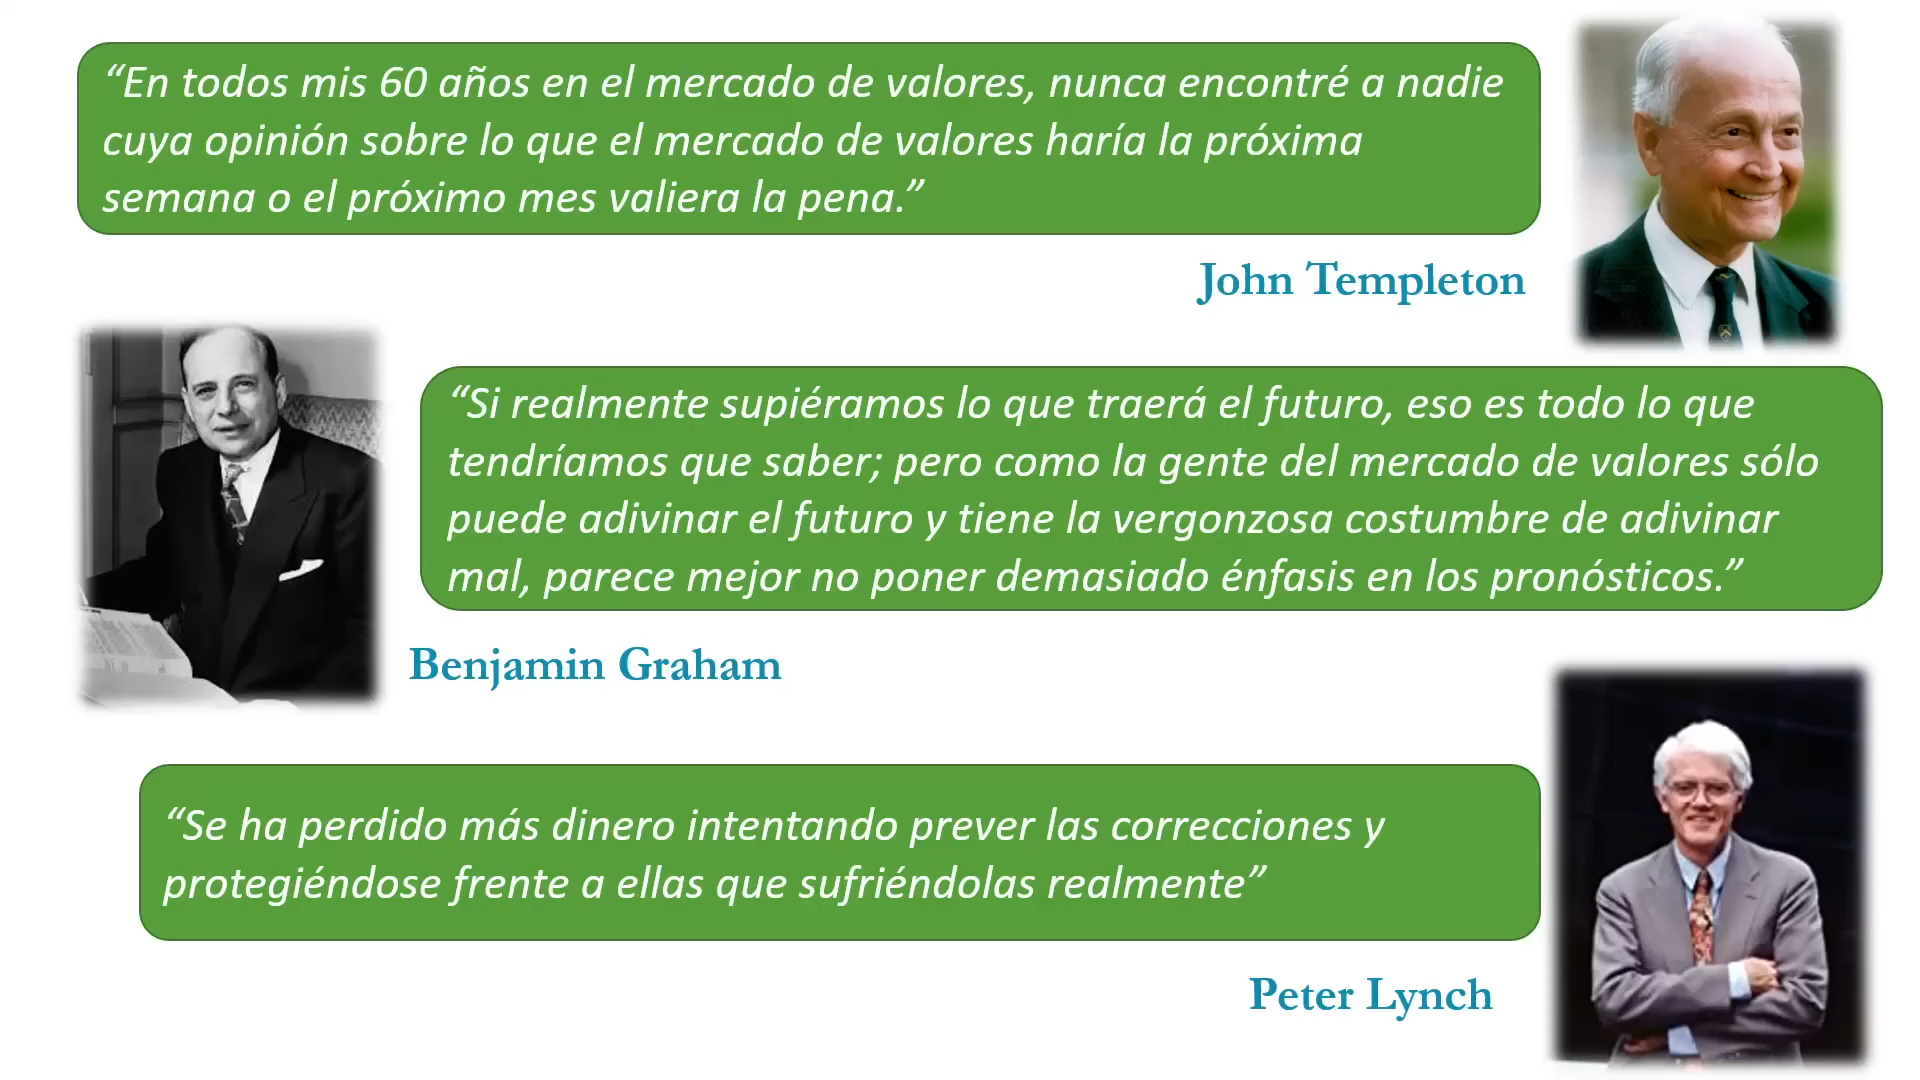 “En todos mis 60 años en el mercado de valores, nunca encontré a nadie
cuya opinión sobre lo que el mercado de valores haría la próxima
semana o el próximo mes valiera la pena.”
John Templeton
“Si realmente supiéramos lo que traerá el futuro, eso es todo lo que
tendríamos que saber; pero como la gente del mercado de valores sólo
puede adivinar el futuro y tiene la vergonzosa costumbre de adivinar
mal, parece mejor no poner demasiado énfasis en los pronósticos.”
Benjamin Graham
“Se ha perdido más dinero intentando prever las correcciones y
protegiéndose frente a ellas que sufriéndolas realmente”
Peter Lynch